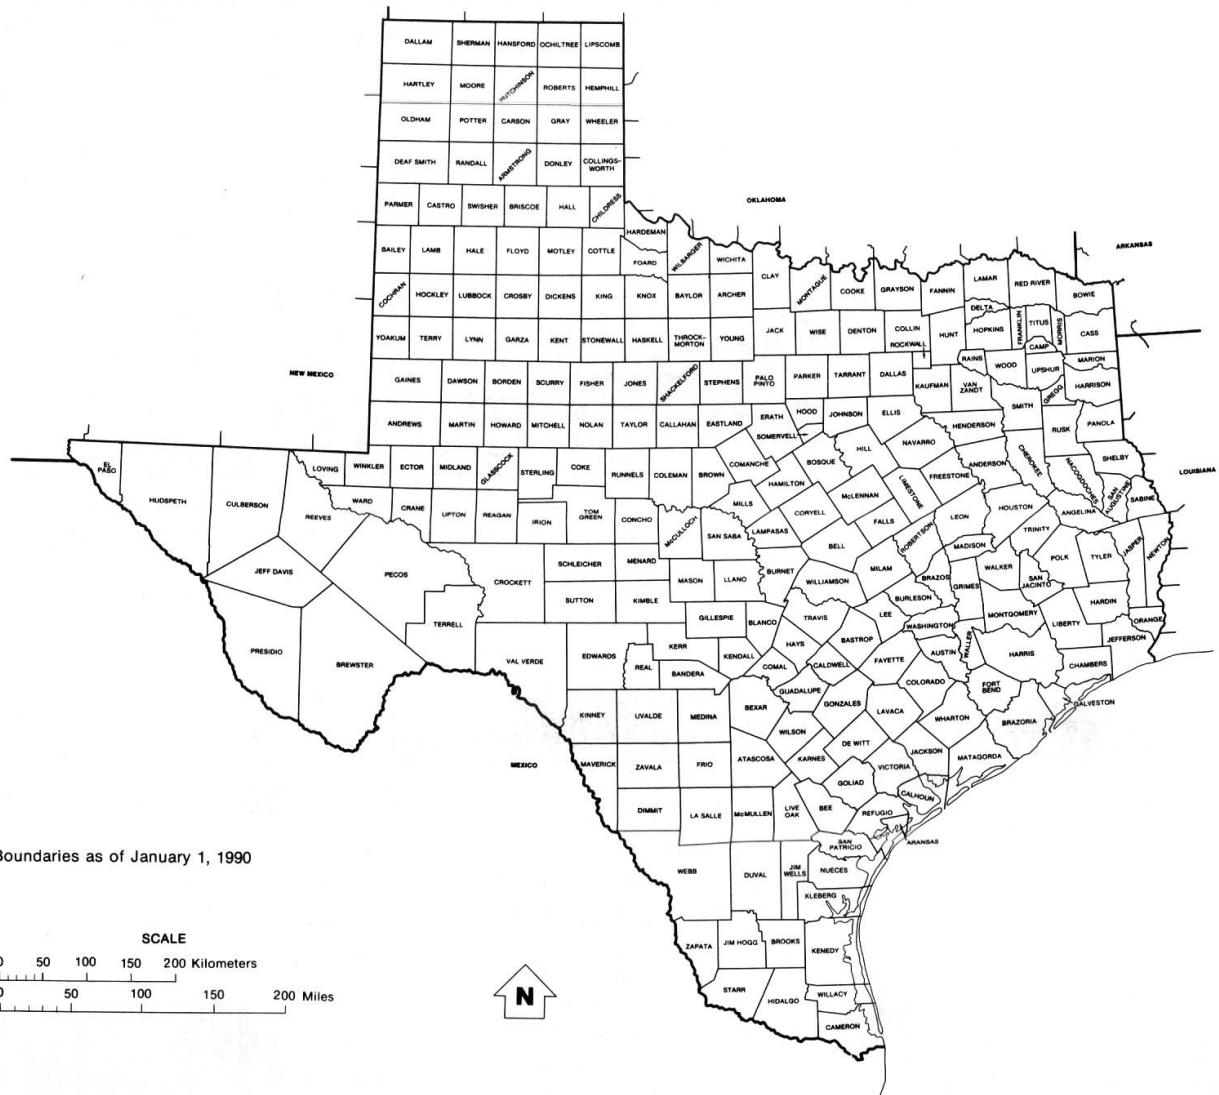 DALLAM SHERMAN HANSFORD OCHILTREE LIPSCOMB
HARTLEY MOORE HUTCHINSON ROBERTS HEMPHILL
OLDHAM POTTER CARSON GRAY WHEELER
DEAF SMITH RANDALL ARMSTRONG DONLEY COLLINGS-
WORTH
PARMER CASTRO SWISHER BRISCOE HALL CHILDRESS
OKLAHOMA
HARDEMAN
BAILEY LAMB HALE FLOYD MOTLEY COTTLE FOARD WILBARGER WICHITA
ARKANSAS
CLAY MONTAGUE COOKE GRAYSON FANNIN LAMAR RED RIVER BOWIE
COCHRAN HOCKLEY LUBBOCK CROSBY DICKENS KING KNOX BAYLOR ARCHER
DELTA
YOAKUM TERRY LYNN GARZA KENT STONEWALL HASKELL THROCK-
MORTON YOUNG JACK WISE DENTON COLLIN
ROCKWALL HUNT HOPKINS FRANKLIN TITUS MORRIS CASS
CAMP
RAINS WOOD UPSHUR MARION
NEW MEXICO
GAINES DAWSON BORDEN SCURRY FISHER JONES SHACKELFORD STEPHENS PALO
PINTO PARKER TARRANT DALLAS KAUFMAN VAN
ZANDT GREGG HARRISON
SMITH
ANDREWS MARTIN HOWARD MITCHELL NOLAN TAYLOR CALLAHAN EASTLAND ERATH HOOD JOHNSON ELLIS HENDERSON RUSK PANOLA
SOMERVELL
HILL NAVARRO
EL
PASO HUDSPETH CULBERSON LOVING WINKLER ECTOR MIDLAND GLASSCOCK STERLING COKE RUNNELS COLEMAN BROWN COMANCHE BOSQUE FREESTONE ANDERSON CHEROKEE NACOGDOCHES SHELBY
LOUISIANA
HAMILTON McLENNAN LIMESTONE SAN
AUGUSTINE SABINE
REEVES WARD CRANE UPTON REAGAN IRION TOM
GREEN CONCHO McCULLOCH SAN SABA MILLS LAMPASAS CORYELL FALLS ROBERTSON LEON HOUSTON ANGELINA
TRINITY
BELL MADISON POLK TYLER JASPER NEWTON
JEFF DAVIS PECOS CROCKETT SCHLEICHER MENARD MASON LLANO BURNET WILLIAMSON MILAM BRAZOS GRIMES WALKER SAN
JACINTO
SUTTON KIMBLE BURLESON HARDIN
TERRELL GILLESPIE BLANCO TRAVIS LEE WASHINGTON MONTGOMERY LIBERTY ORANGE
JEFFERSON
PRESIDIO BREWSTER VAL VERDE EDWARDS REAL KERR KENDALL HAYS BASTROP FAYETTE AUSTIN WALLER HARRIS CHAMBERS
BANDERA COMAL CALDWELL COLORADO
GUADALUPE FORT
BEND GALVESTON
KINNEY UVALDE MEDINA BEXAR GONZALES LAVACA WHARTON BRAZORIA
WILSON
DE WITT JACKSON MATAGORDA
MEXICO
MAVERICK ZAVALA FRIO ATASCOSA KARNES VICTORIA
GOLIAD CALHOUN
DIMMIT LA SALLE McMULLEN LIVE
OAK BEE REFUGIO
SAN
PATRICIO ARANSAS
WEBB DUVAL JIM
WELLS NUECES
KLEBERG
ZAPATA JIM HOGG BROOKS KENEDY
STARR HIDALGO WILLACY
CAMERON
Boundaries as of January 1, 1990
SCALE
0 50 100 150 200 Kilometers
0 50 100 150 200 Miles
N